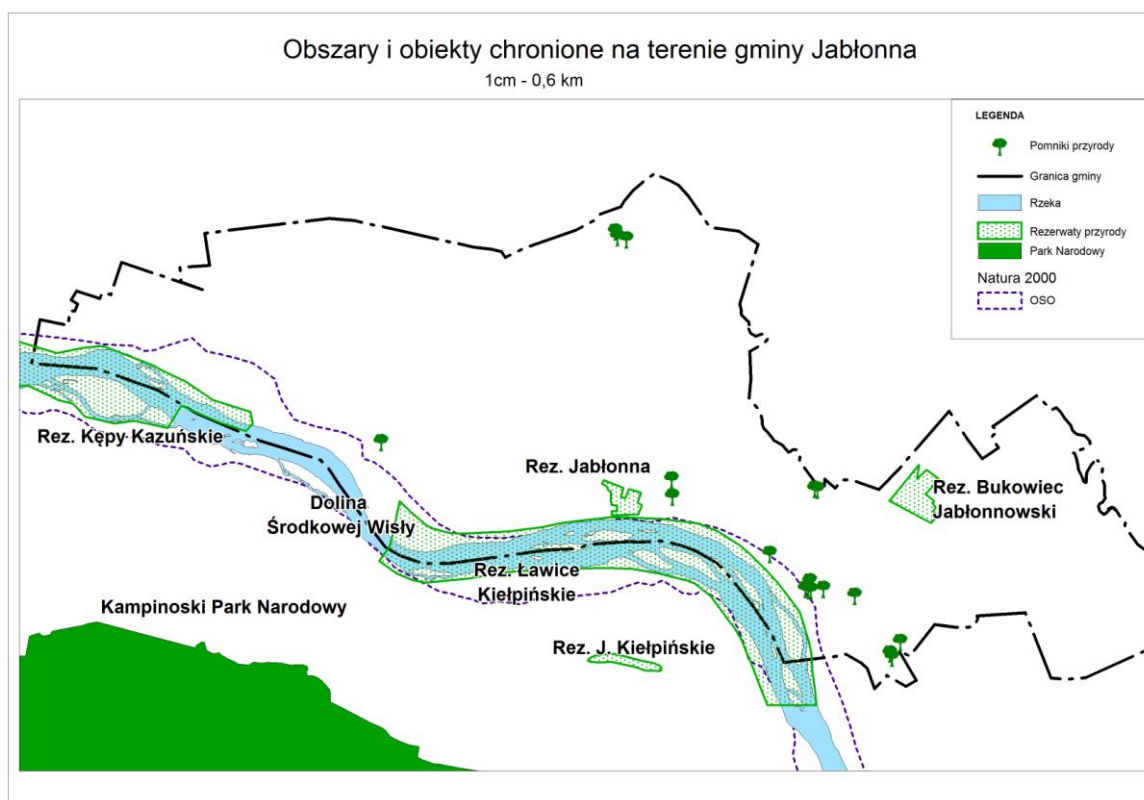 Obszary i obiekty chronione na terenie gminy Jabłonna
1cm - 0,6 km
LEGENDA
Pomniki przyrody
Granica gminy
Rzeka
Rezerwaty przyrody
Park Narodowy
Natura 2000
OSO
Rez. Kępy Kazuńskie
Rez. Jabłonna
Rez. Bukowiec
Jabłonnowski
Dolina
Środkowej Wisły
Rez. Ławice
Kiełpińskie
Kampinoski Park Narodowy
Rez. J. Kiełpińskie